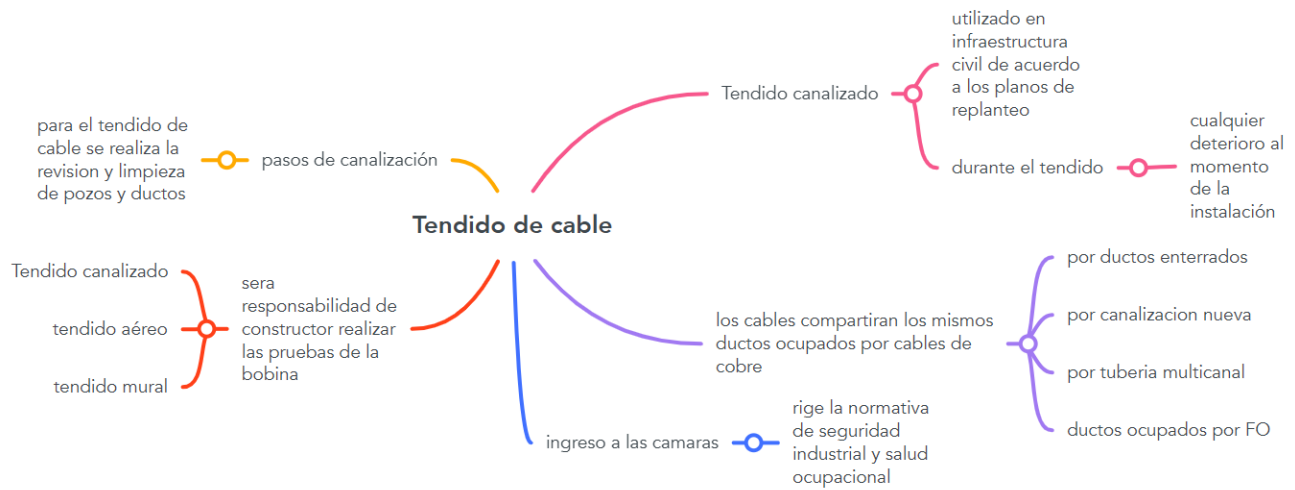 Tendido de cable
Tendido canalizado
utilizado en
infraestructura
civil de acuerdo
a los planos de
replanteo
durante el tendido
cualquier
deterioro al
momento
de la
instalación
los cables compartiran los mismos
ductos ocupados por cables de
cobre
por ductos enterrados
por canalizacion nueva
por tuberia multicanal
ductos ocupados por FO
ingreso a las camaras
rige la normativa
de seguridad
industrial y salud
ocupacional
sera
responsabilidad de
constructor realizar
las pruebas de la
bobina
Tendido canalizado
tendido aéreo
tendido mural
pasos de canalización
para el tendido de
cable se realiza la
revision y limpieza
de pozos y ductos